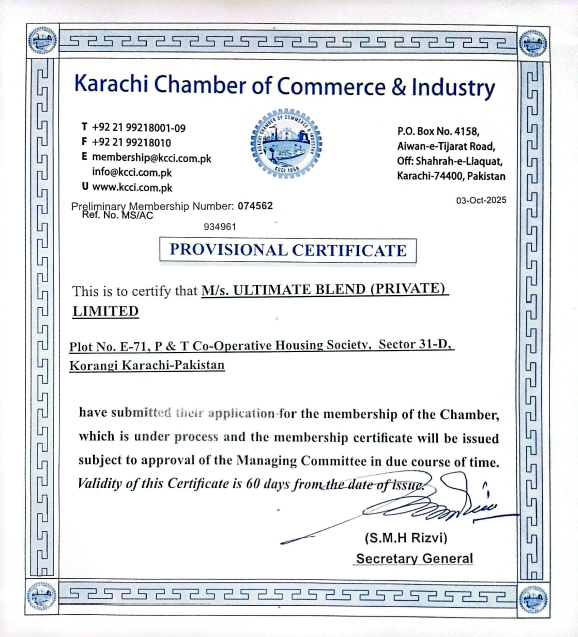 Karachi Chamber of Commerce & Industry
T +92 21 99218001-09
F +92 21 99218010
E membership@kcci.com.pk
info@kcci.com.pk
U www.kcci.com.pk
KARACHI CHAMBER OF COMMERCE & INDUSTRY
KCCI 1959
P.O. Box No. 4158,
Aiwan-e-Tijarat Road,
Off: Shahrah-e-Liaquat,
Karachi-74400, Pakistan
03-Oct-2025
Preliminary Membership Number: 074562
Ref. No. MS/AC
934961
PROVISIONAL CERTIFICATE
This is to certify that M/s. ULTIMATE BLEND (PRIVATE)
LIMITED
Plot No. E-71, P & T Co-Operative Housing Society, Sector 31-D,
Korangi Karachi-Pakistan
have submitted their application for the membership of the Chamber,
which is under process and the membership certificate will be issued
subject to approval of the Managing Committee in due course of time.
Validity of this Certificate is 60 days from the date of issue.
(S.M.H Rizvi)
Secretary General